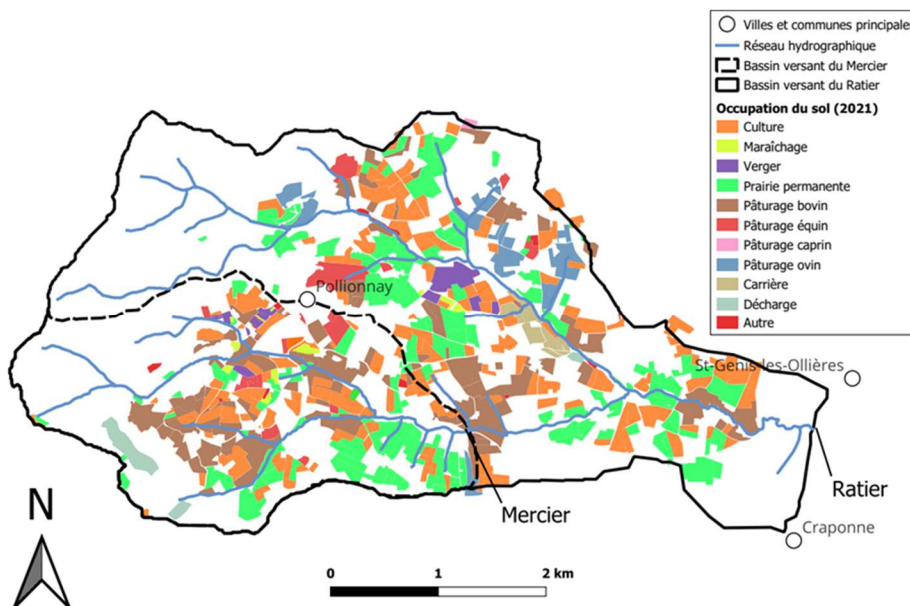 Villes et communes principales
Réseau hydrographique
Bassin versant du Mercier
Bassin versant du Ratier
Occupation du sol (2021)
Culture
Maraîchage
Verger
Prairie permanente
Pâturage bovin
Pâturage équin
Pâturage caprin
Pâturage ovin
Carrière
Décharge
Autre
Pollionnay
St-Genis-les-Ollières
Ratier
Mercier
Craponne
N
0 1 2 km